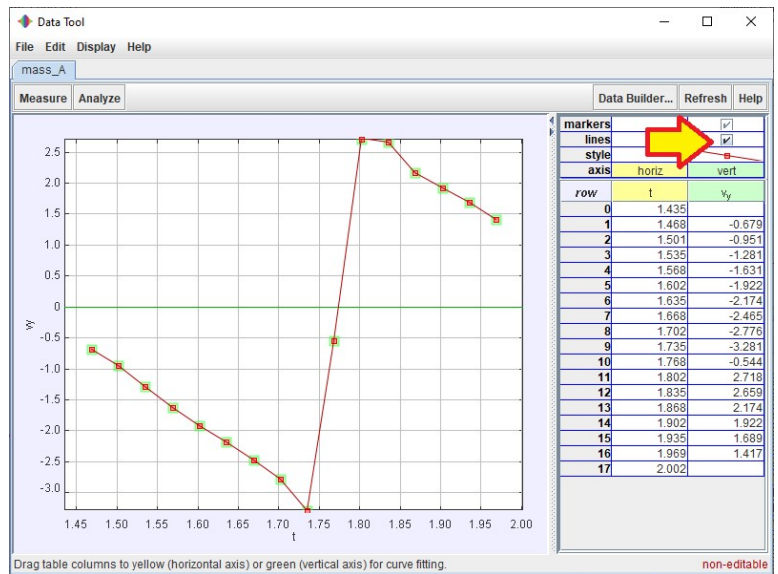 Data Tool
File Edit Display Help
mass_A
Measure Analyze Data Builder... Refresh Help
2.5
2.0
1.5
1.0
0.5
0
-0.5
-1.0
-1.5
-2.0
-2.5
-3.0
vy
1.45 1.50 1.55 1.60 1.65 1.70 1.75 1.80 1.85 1.90 1.95 2.00
t
markers
lines
style
axis horiz vert
row t vy
0 1.435
1 1.468 -0.679
2 1.501 -0.951
3 1.535 -1.281
4 1.568 -1.631
5 1.602 -1.922
6 1.635 -2.174
7 1.668 -2.465
8 1.702 -2.776
9 1.735 -3.281
10 1.768 -0.544
11 1.802 2.718
12 1.835 2.659
13 1.868 2.174
14 1.902 1.922
15 1.935 1.689
16 1.969 1.417
17 2.002
Drag table columns to yellow (horizontal axis) or green (vertical axis) for curve fitting. non-editable